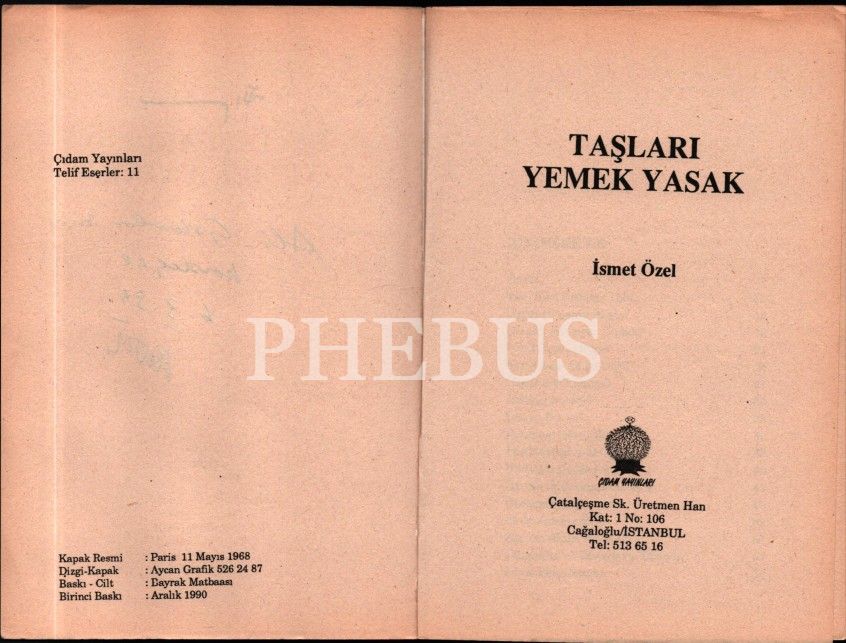 Çıdam Yayınları
Telif Eserler: 11
Kapak Resmi : Paris 11 Mayıs 1968
Dizgi-Kapak : Aycan Grafik 526 24 87
Baskı - Cilt : Bayrak Matbaası
Birinci Baskı : Aralık 1990
TAŞLARI
YEMEK YASAK
İsmet Özel
PHEBUS
ÇIDAM YAYINLARI
Çatalçeşme Sk. Üretmen Han
Kat: 1 No: 106
Cağaloğlu/İSTANBUL
Tel: 513 65 16